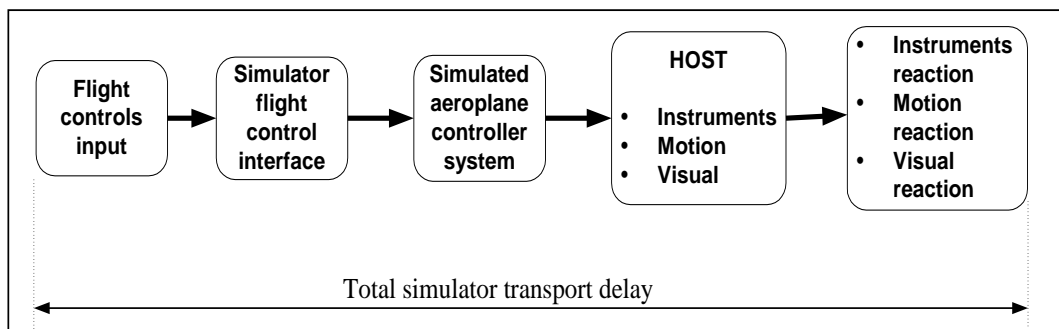 Flight
controls
input
Simulator
flight
control
interface
Simulated
aeroplane
controller
system
HOST
• Instruments
• Motion
• Visual
• Instruments
reaction
• Motion
reaction
• Visual
reaction
Total simulator transport delay